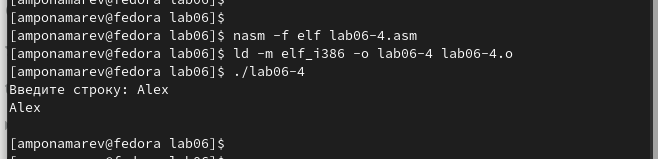 [amponamarev@fedora lab06]$
[amponamarev@fedora lab06]$
[amponamarev@fedora lab06]$ nasm -f elf lab06-4.asm
[amponamarev@fedora lab06]$ ld -m elf_i386 -o lab06-4 lab06-4.o
[amponamarev@fedora lab06]$ ./lab06-4
Введите строку: Alex
Alex
[amponamarev@fedora lab06]$